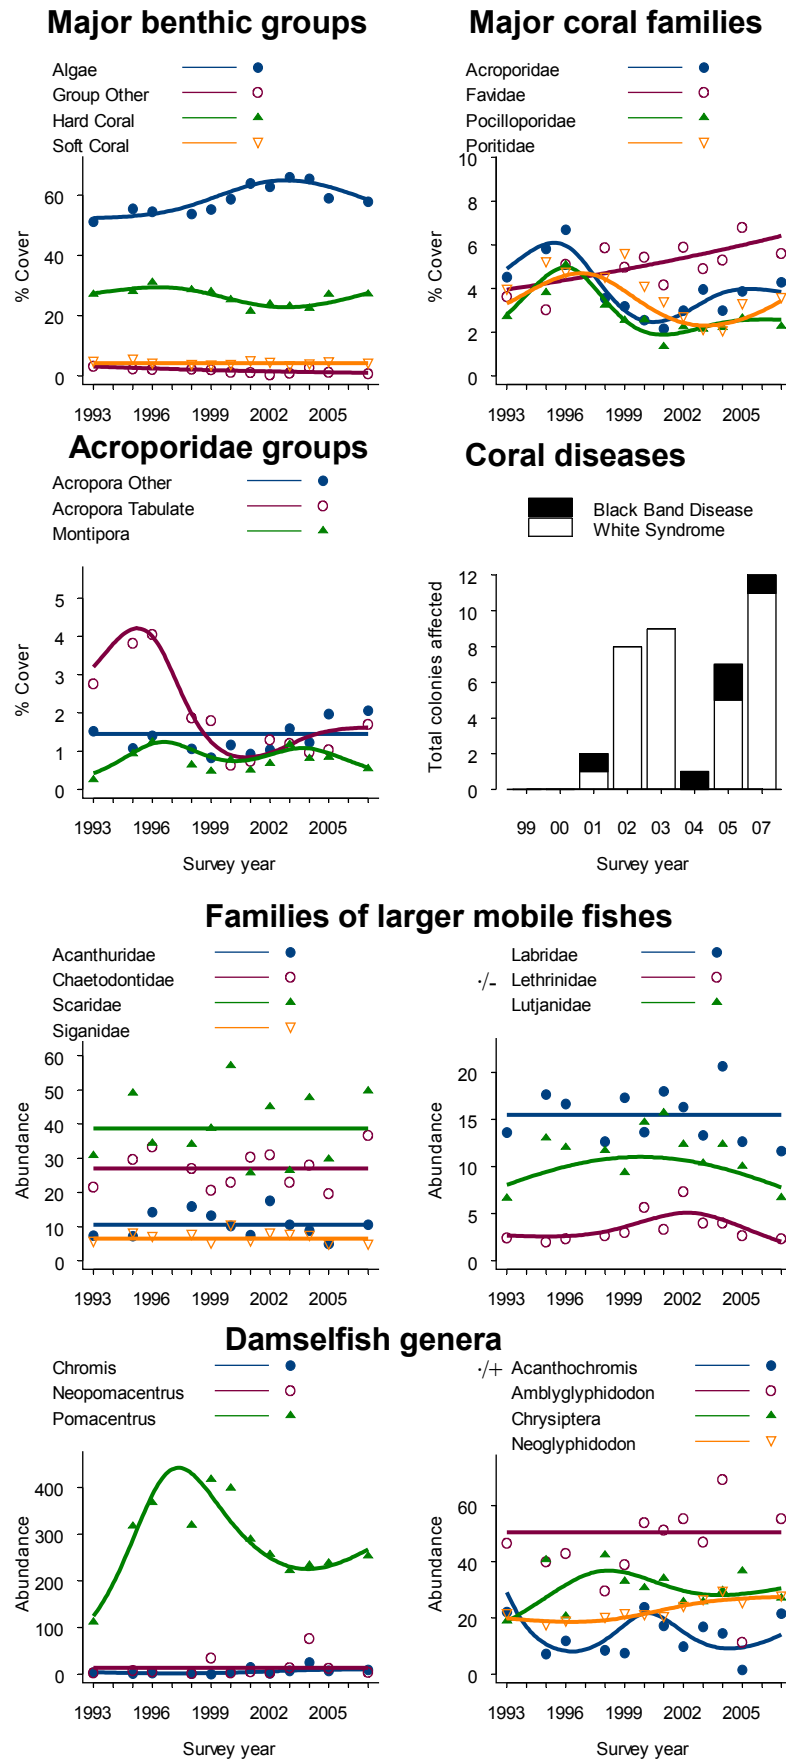 Major benthic groups
Algae
Group Other
Hard Coral
Soft Coral
% Cover
60
40
20
0
1993 1996 1999 2002 2005
Major coral families
Acroporidae
Favidae
Pocilloporidae
Poritidae
% Cover
10
8
6
4
2
0
1993 1996 1999 2002 2005
Acroporidae groups
Acropora Other
Acropora Tabulate
Montipora
% Cover
5
4
3
2
1
0
1993 1996 1999 2002 2005
Survey year
Coral diseases
Black Band Disease
White Syndrome
Total colonies affected
12
10
8
6
4
2
0
99 00 01 02 03 04 05 07
Survey year
Families of larger mobile fishes
Acanthuridae
Chaetodontidae
Scaridae
Siganidae
Abundance
60
50
40
30
20
10
0
1993 1996 1999 2002 2005
Labridae
·/- Lethrinidae
Lutjanidae
Abundance
20
15
10
5
0
1993 1996 1999 2002 2005
Damselfish genera
Chromis
Neopomacentrus
Pomacentrus
Abundance
400
300
200
100
0
1993 1996 1999 2002 2005
Survey year
·/+ Acanthochromis
Amblyglyphidodon
Chrysiptera
Neoglyphidodon
Abundance
60
40
20
0
1993 1996 1999 2002 2005
Survey year